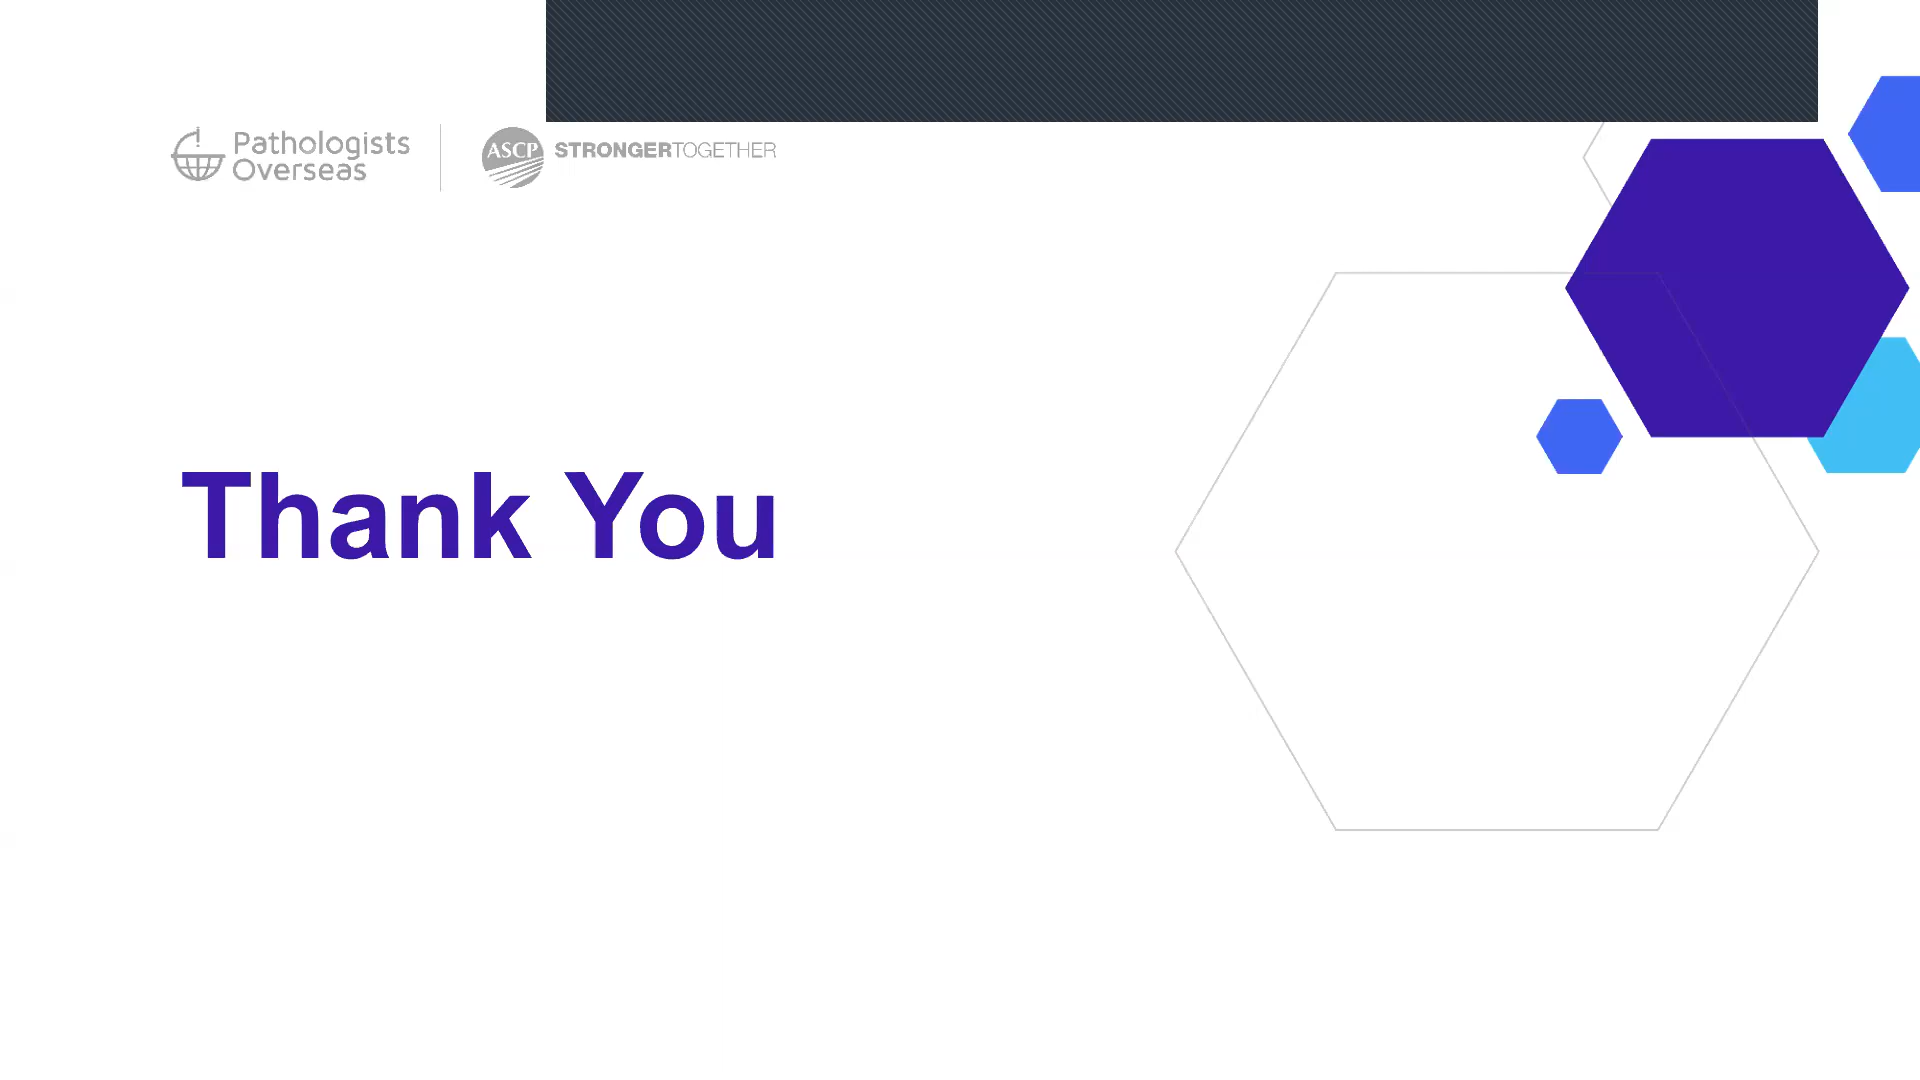 Pathologists
Overseas
ASCP
STRONGERTOGETHER
Thank You